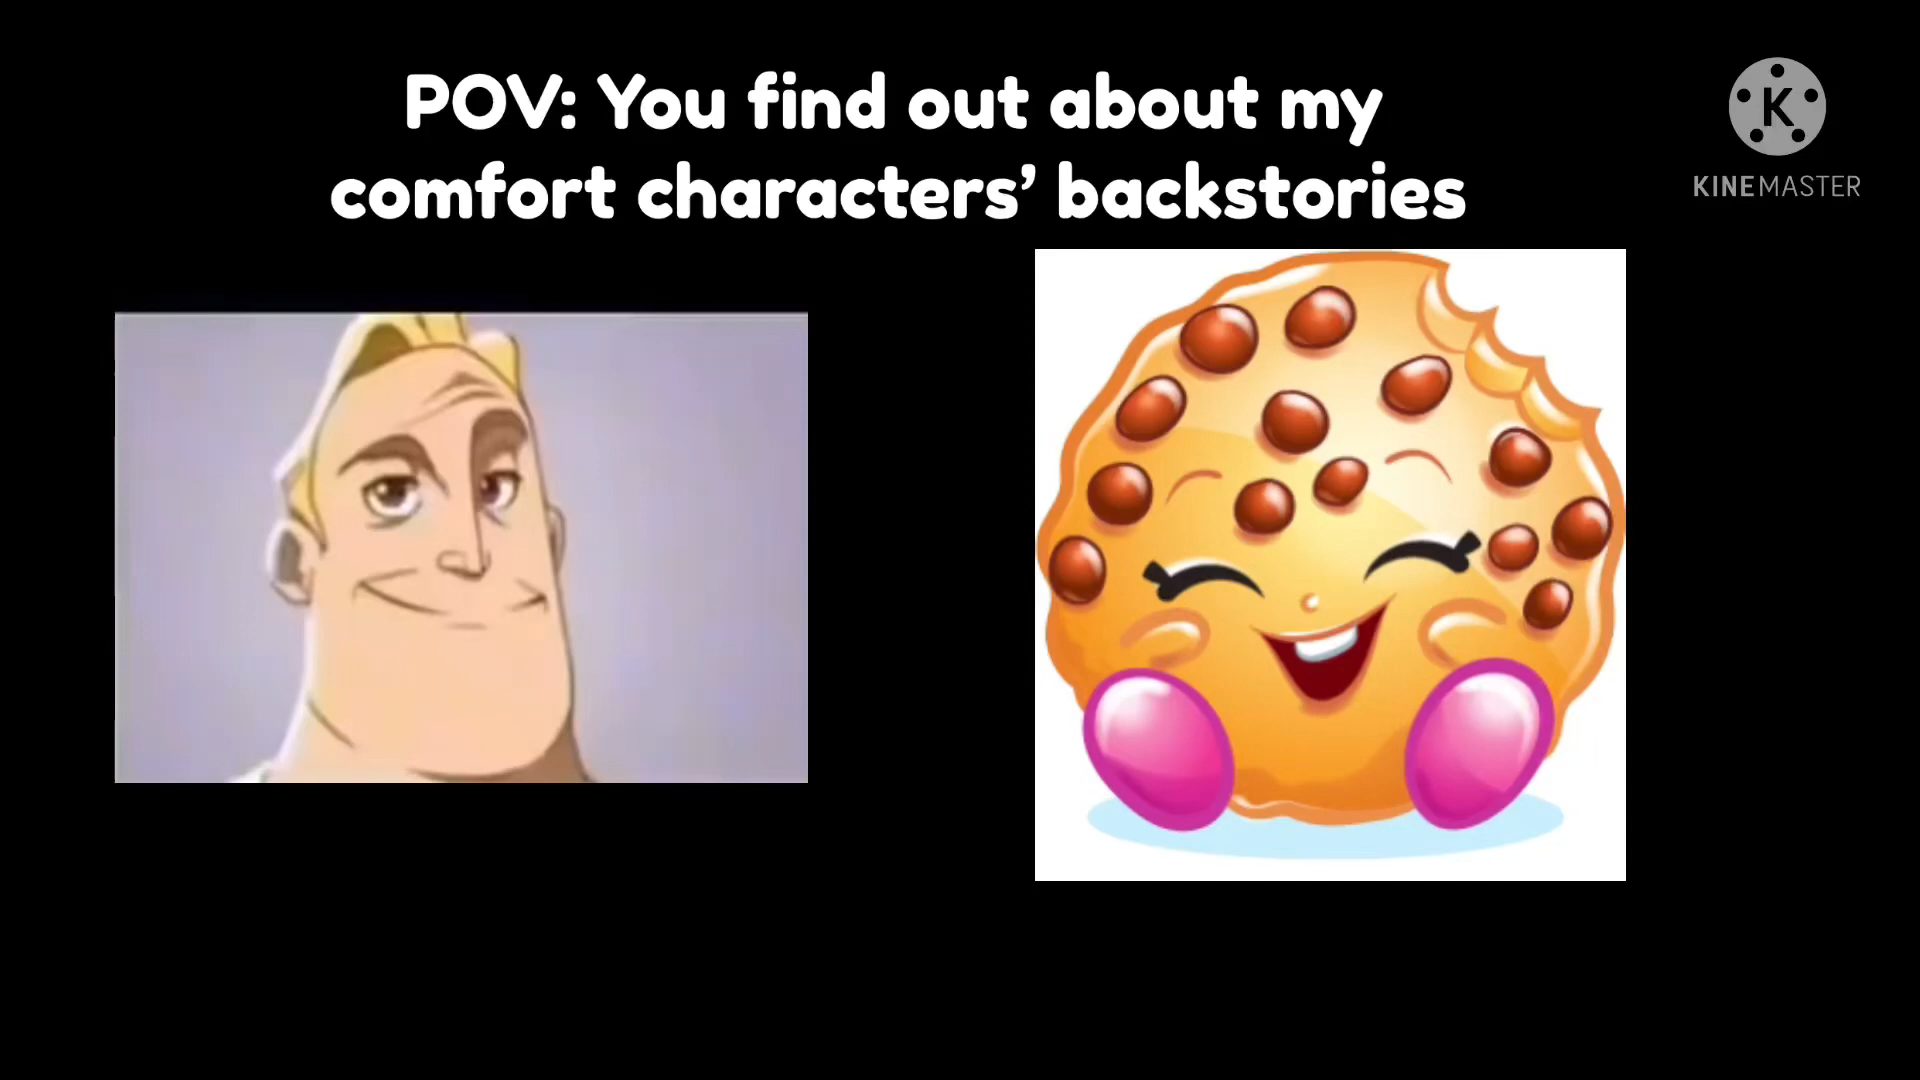 POV: You find out about my
comfort characters’ backstories
K
KINEMASTER